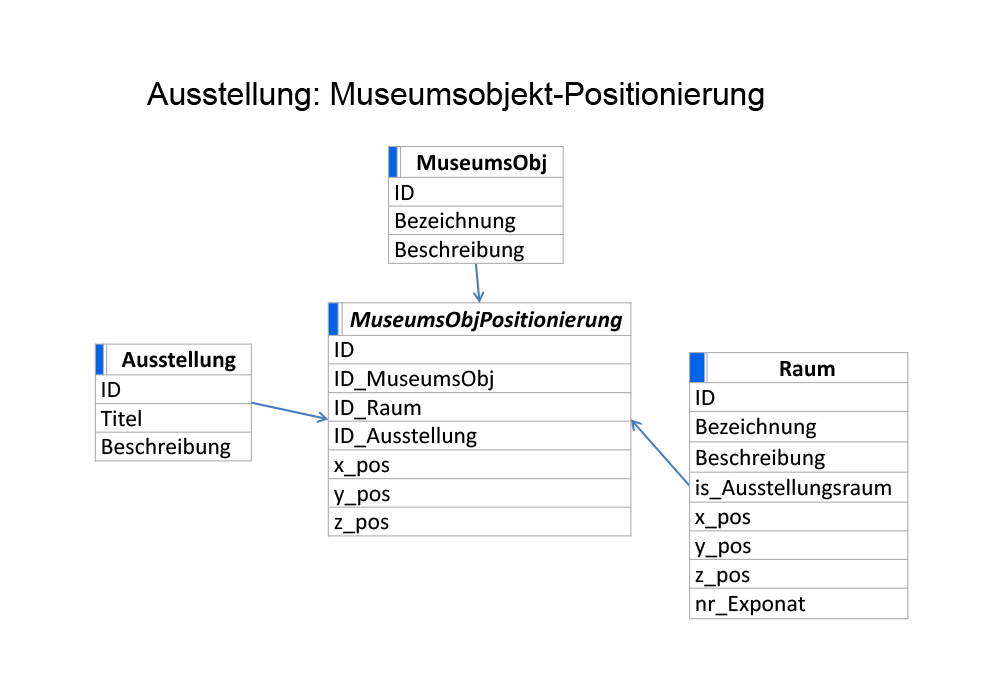 Ausstellung: Museumsobjekt-Positionierung
MuseumsObj
ID
Bezeichnung
Beschreibung
MuseumsObjPositionierung
ID
ID_MuseumsObj
ID_Raum
ID_Ausstellung
x_pos
y_pos
z_pos
Ausstellung
ID
Titel
Beschreibung
Raum
ID
Bezeichnung
Beschreibung
is_Ausstellungsraum
x_pos
y_pos
z_pos
nr_Exponat